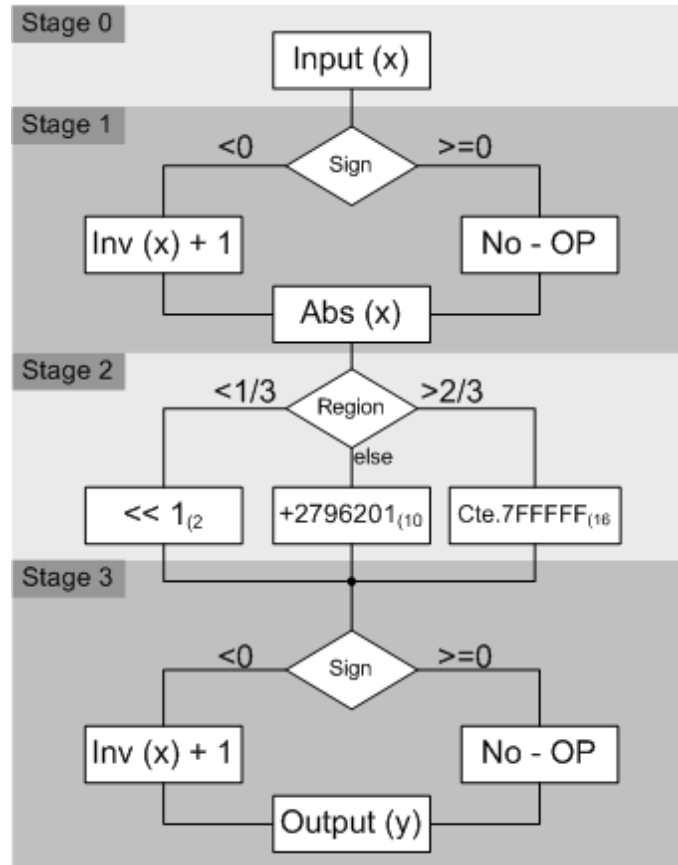 Stage 0
Input (x)
Stage 1
<0
>=0
Sign
Inv (x) + 1
No - OP
Abs (x)
Stage 2
<1/3
>2/3
Region
else
<< 1(2
+2796201(10
Cte.7FFFFF(16
Stage 3
<0
>=0
Sign
Inv (x) + 1
No - OP
Output (y)